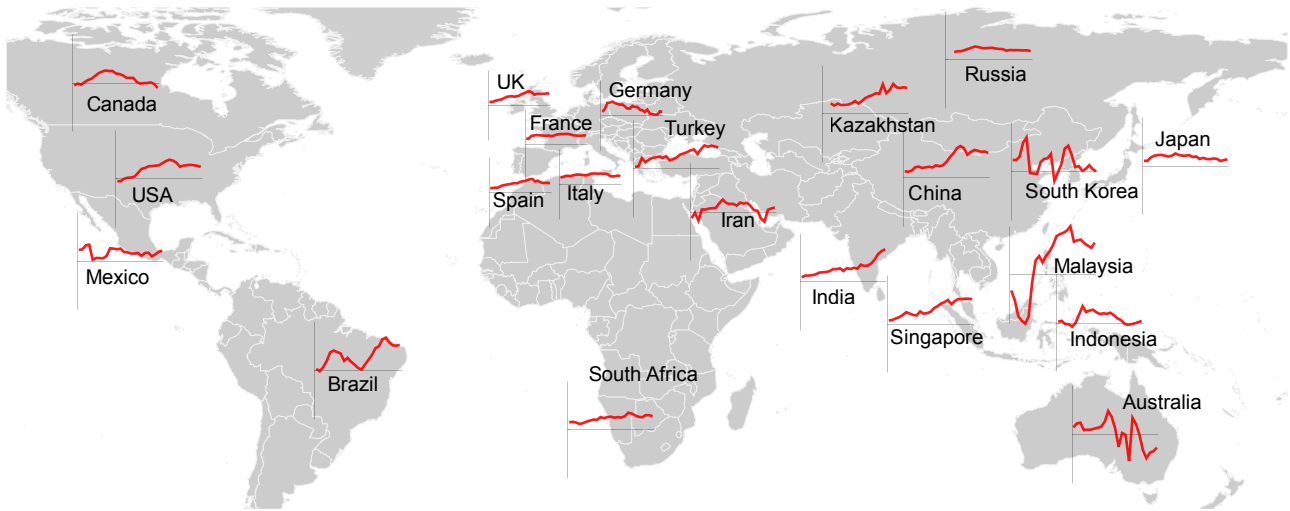 Russia
UK
Germany
Canada
France
Turkey
Kazakhstan
Japan
USA
Spain
Italy
China
South Korea
Iran
Mexico
Malaysia
India
Singapore
Indonesia
Brazil
South Africa
Australia